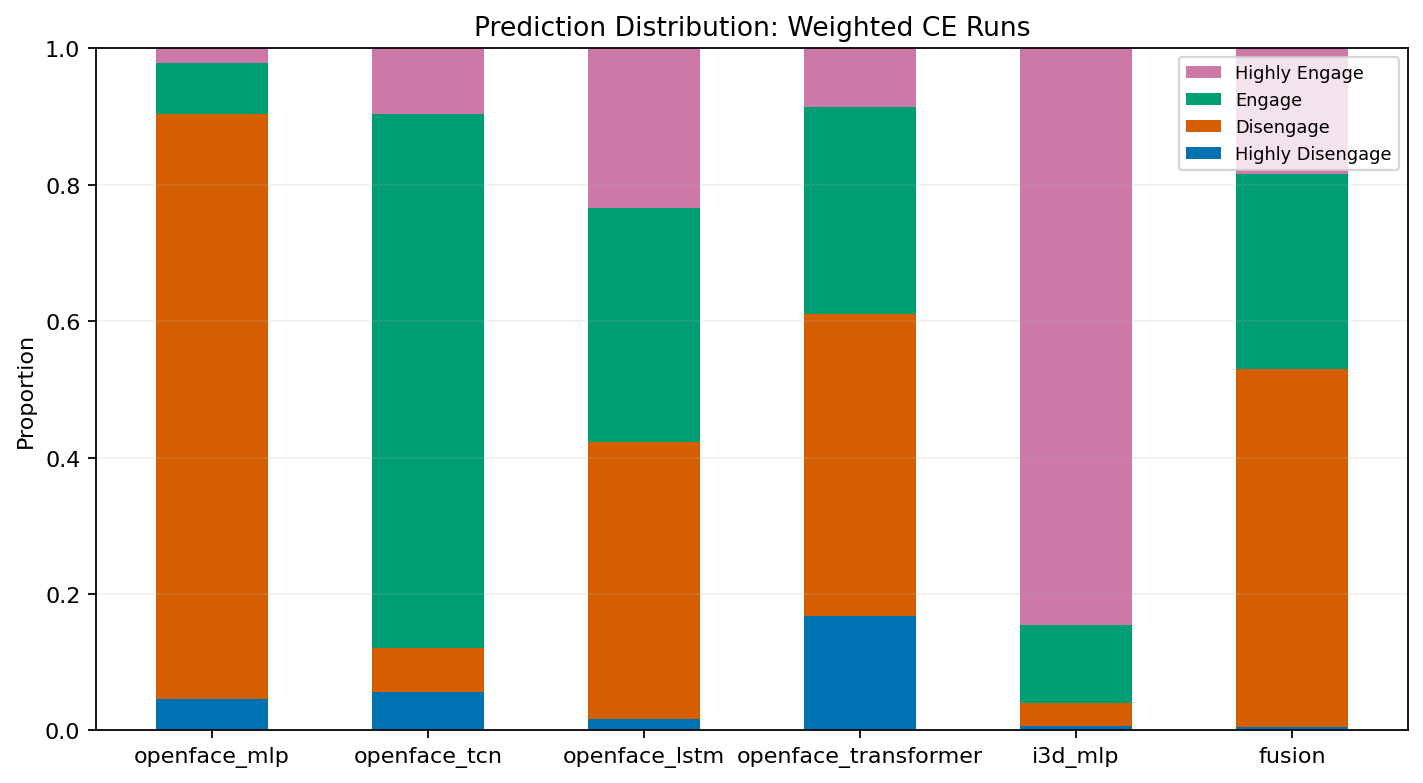 Prediction Distribution: Weighted CE Runs
1.0
0.8
0.6
0.4
0.2
0.0
Proportion
Highly Engage
Engage
Disengage
Highly Disengage
openface_mlp openface_tcn openface_lstm openface_transformer i3d_mlp fusion